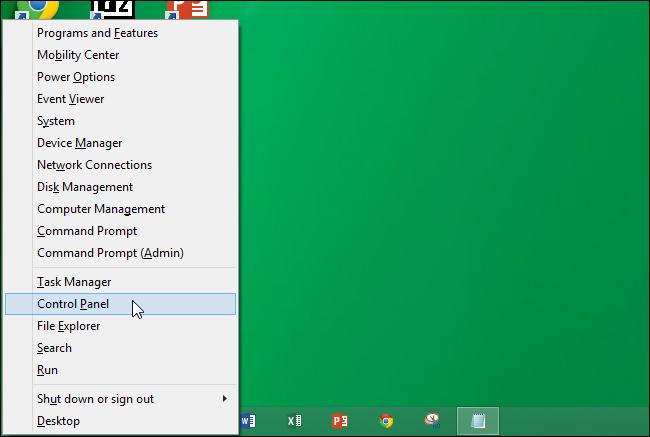 Programs and Features
Mobility Center
Power Options
Event Viewer
System
Device Manager
Network Connections
Disk Management
Computer Management
Command Prompt
Command Prompt (Admin)
Task Manager
Control Panel
File Explorer
Search
Run
Shut down or sign out
Desktop